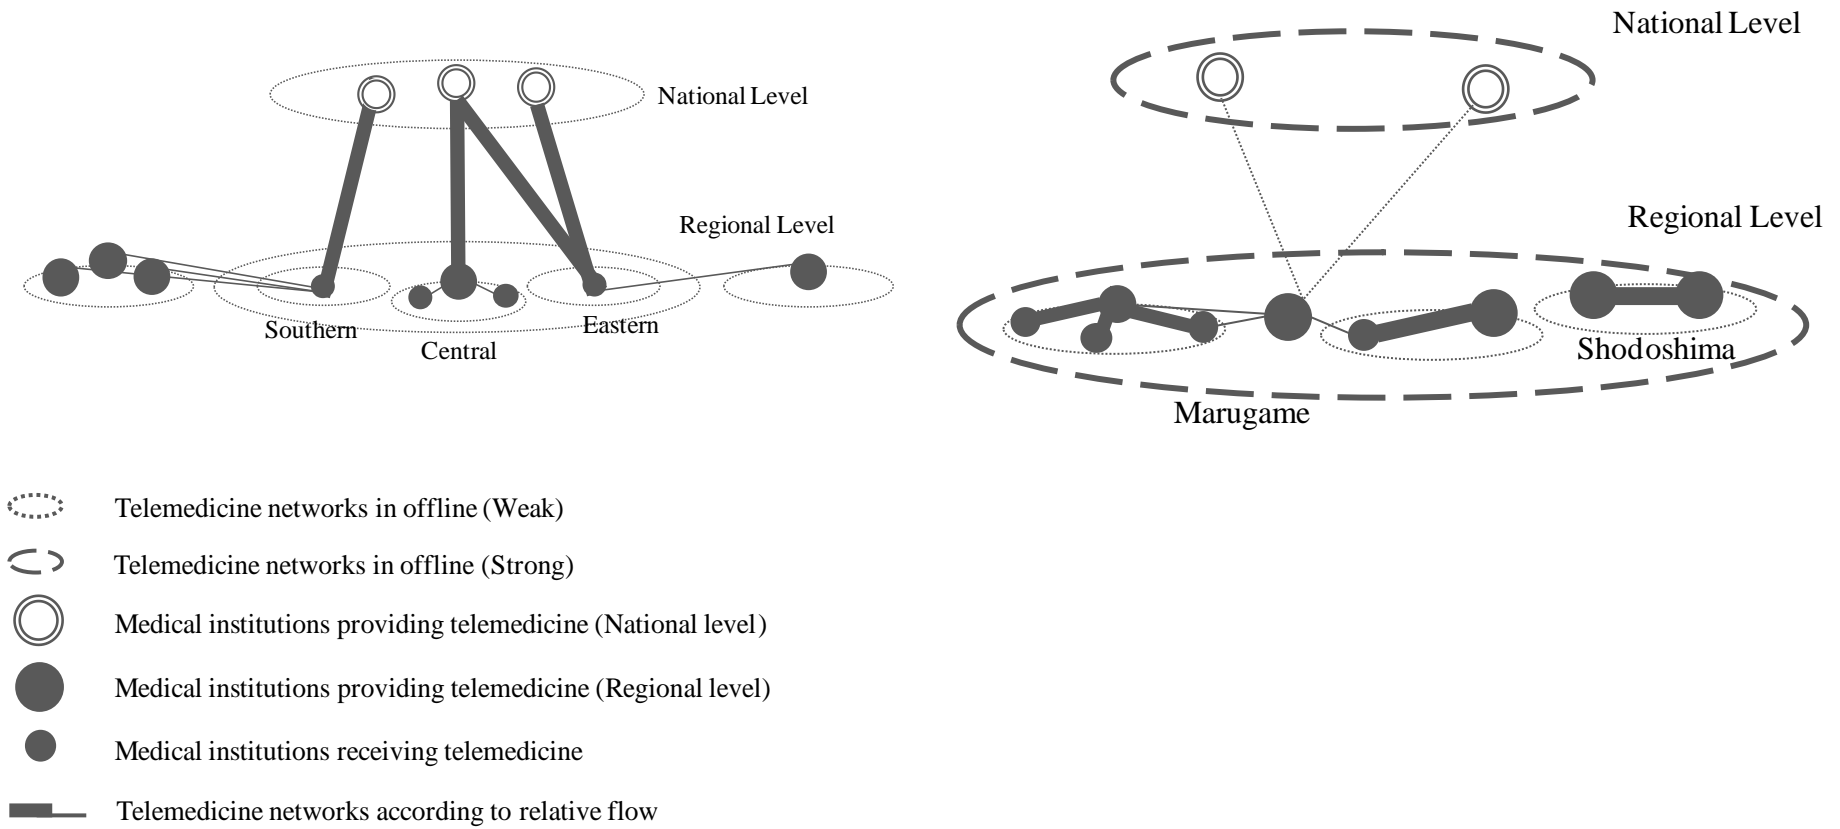 National Level
Regional Level
Southern
Central
Eastern
National Level
Regional Level
Shodoshima
Marugame
Telemedicine networks in offline (Weak)
Telemedicine networks in offline (Strong)
Medical institutions providing telemedicine (National level)
Medical institutions providing telemedicine (Regional level)
Medical institutions receiving telemedicine
Telemedicine networks according to relative flow